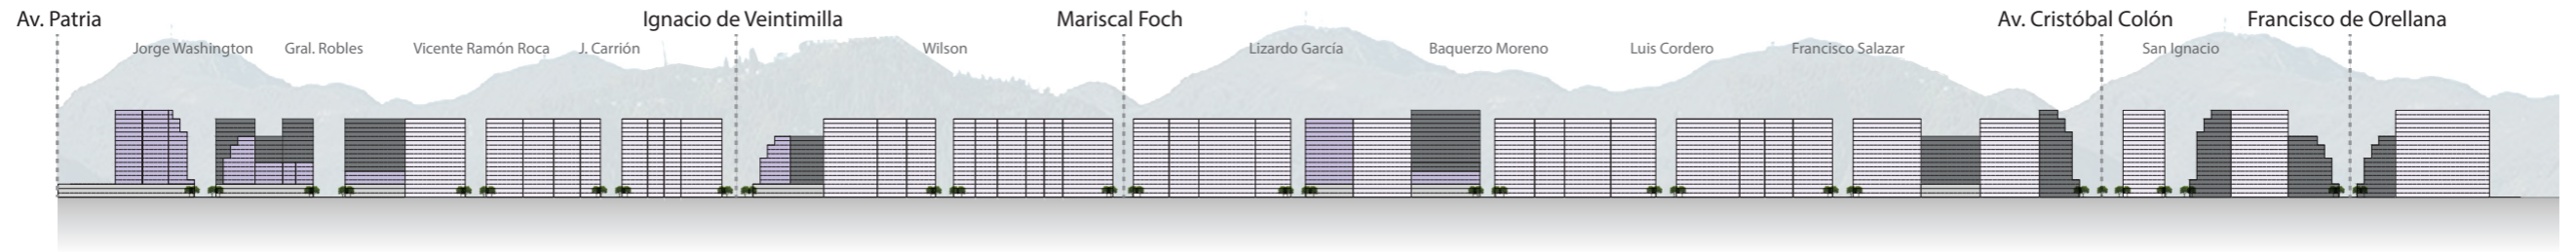 Av. Patria
Ignacio de Veintimilla
Mariscal Foch
Av. Cristóbal Colón
Francisco de Orellana
Jorge Washington
Gral. Robles
Vicente Ramón Roca
J. Carrión
Wilson
Lizardo García
Baquerzo Moreno
Luis Cordero
Francisco Salazar
San Ignacio